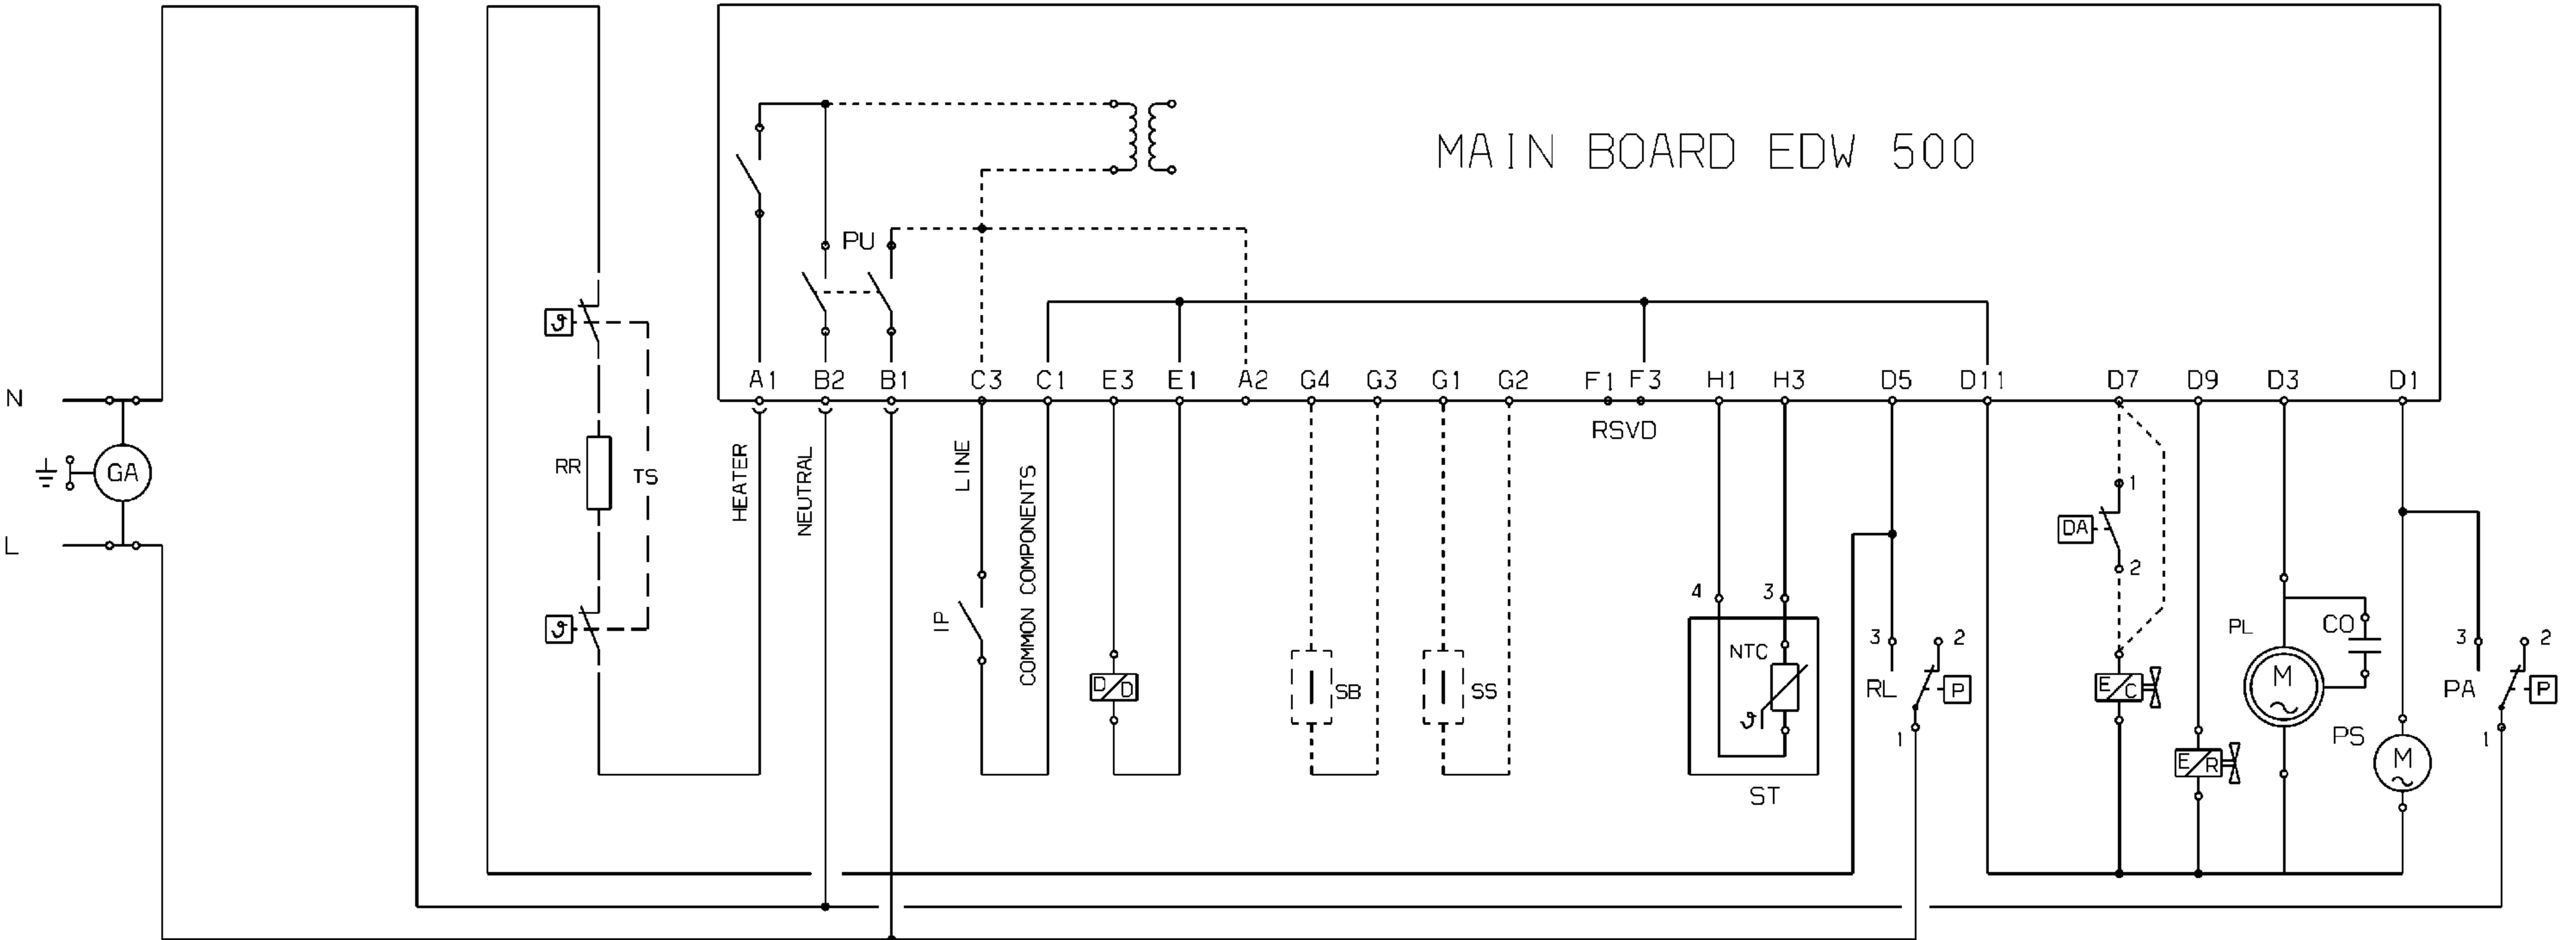 MAIN BOARD EDW 500
PU
A1 B2 B1 C3 C1 E3 E1 A2 G4 G3 G1 G2 F1 F3 H1 H3 D5 D11 D7 D9 D3 D1
RSVD
N
GA
L
ϑ
RR
TS
ϑ
HEATER
NEUTRAL
LINE
IP
COMMON COMPONENTS
D/D
SB
SS
4 3
NTC
ϑ
ST
3 2
RL
P
1
1
DA
2
E/C
E/R
PL
CO
M
PS
M
3 2
PA
P
1